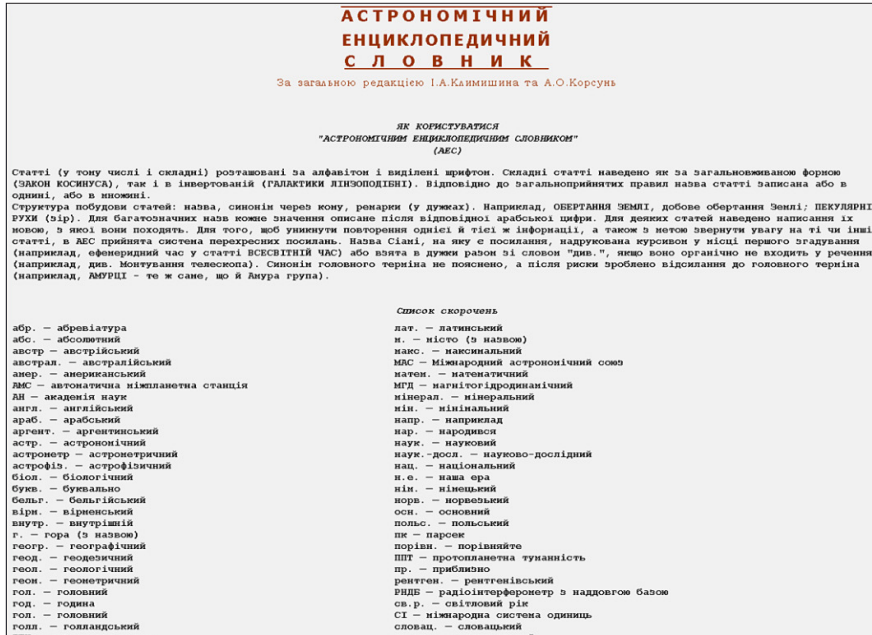 АСТРОНОМІЧНИЙ
ЕНЦИКЛОПЕДИЧНИЙ
СЛОВНИК
За загальною редакцією І.А.Климишина та А.О.Корсунь
ЯК КОРИСТУВАТИСЯ
"АСТРОНОМІЧНИМ ЕНЦИКЛОПЕДИЧНИМ СЛОВНИКОМ"
(АЕС)
Статті (у тому числі і складні) розташовані за алфавітом і виділені шрифтом. Складні статті наведено як за загальновживаною формою
(ЗАКОН КОСИНУСА), так і в інвертованій (ГАЛАКТИКИ ЛІНЗОПОДІБНІ). Відповідно до загальноприйнятих правил назва статті записана або в
однині, або в множині.
Структура побудови статей: назва, синонім через кому, ремарки (у дужках). Наприклад, ОБЕРТАННЯ ЗЕМЛІ, добове обертання Землі; ПЕКУЛЯРНІ
РУХИ (зір). Для багатозначних назв кожне значення описане після відповідної арабської цифри. Для деяких статей наведено написання їх
мовою, з якої вони походять. Для того, щоб уникнути повторення однієї й тієї ж інформації, а також з метою звернути увагу на ті чи інші
статті, в АЕС прийнята система перехресних посилань. Назва Сіамі, на яку є посилання, надрукована курсивом у місці першого згадування
(наприклад, ефемеридний час у статті ВСЕСВІТНІЙ ЧАС) або взята в дужки разом зі словом "див.", якщо воно органічно не входить у речення
(наприклад, див. Монтування телескопа). Синонім головного терміна не пояснено, а після риски зроблено відсилання до головного терміна
(наприклад, АМУРЦІ - те ж саме, що й Амура група).
Список скорочень
абр. — абревіатура
абс. — абсолютний
австр — австрійський
австрал. — австралійський
амер. — американський
АМС — автоматична міжпланетна станція
АН — академія наук
англ. — англійський
араб. — арабський
аргент. — аргентинський
астр. — астрономічний
астрометр — астрометричний
астрофіз. — астрофізичний
біол. — біологічний
букв. — буквально
бельг. — бельгійський
вірм. — вірменський
внутр. — внутрішній
г. — гора (з назвою)
геогр. — географічний
геод. — геодезичний
геол. — геологічний
геом. — геометричний
гол. — головний
год. — година
гол. — головний
голл. — голландський
лат. — латинський
м. — місто (з назвою)
макс. — максимальний
МАС — Міжнародний астрономічний союз
матем. — математичний
МГД — магнітогідродинамічний
мінерал. — мінеральний
мін. — мінімальний
напр. — наприклад
нар. — народився
наук. — науковий
наук.-досл. — науково-дослідний
нац. — національний
н.е. — наша ера
нім. — німецький
норв. — норвезький
осн. — основний
польс. — польський
пк — парсек
порівн. — порівняйте
ППТ — протопланетна туманність
пр. — приблизно
рентген. — рентгенівський
РНДБ — радіоінтерферометр з наддовгою базою
св.р. — світловий рік
СІ — міжнародна система одиниць
словац. — словацький